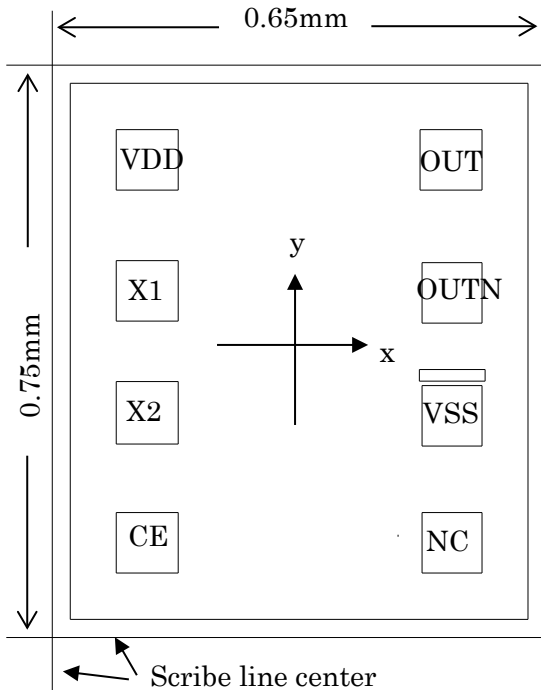 0.65mm
0.75mm
VDD
OUT
y
X1
OUTN
x
X2
VSS
CE
NC
Scribe line center